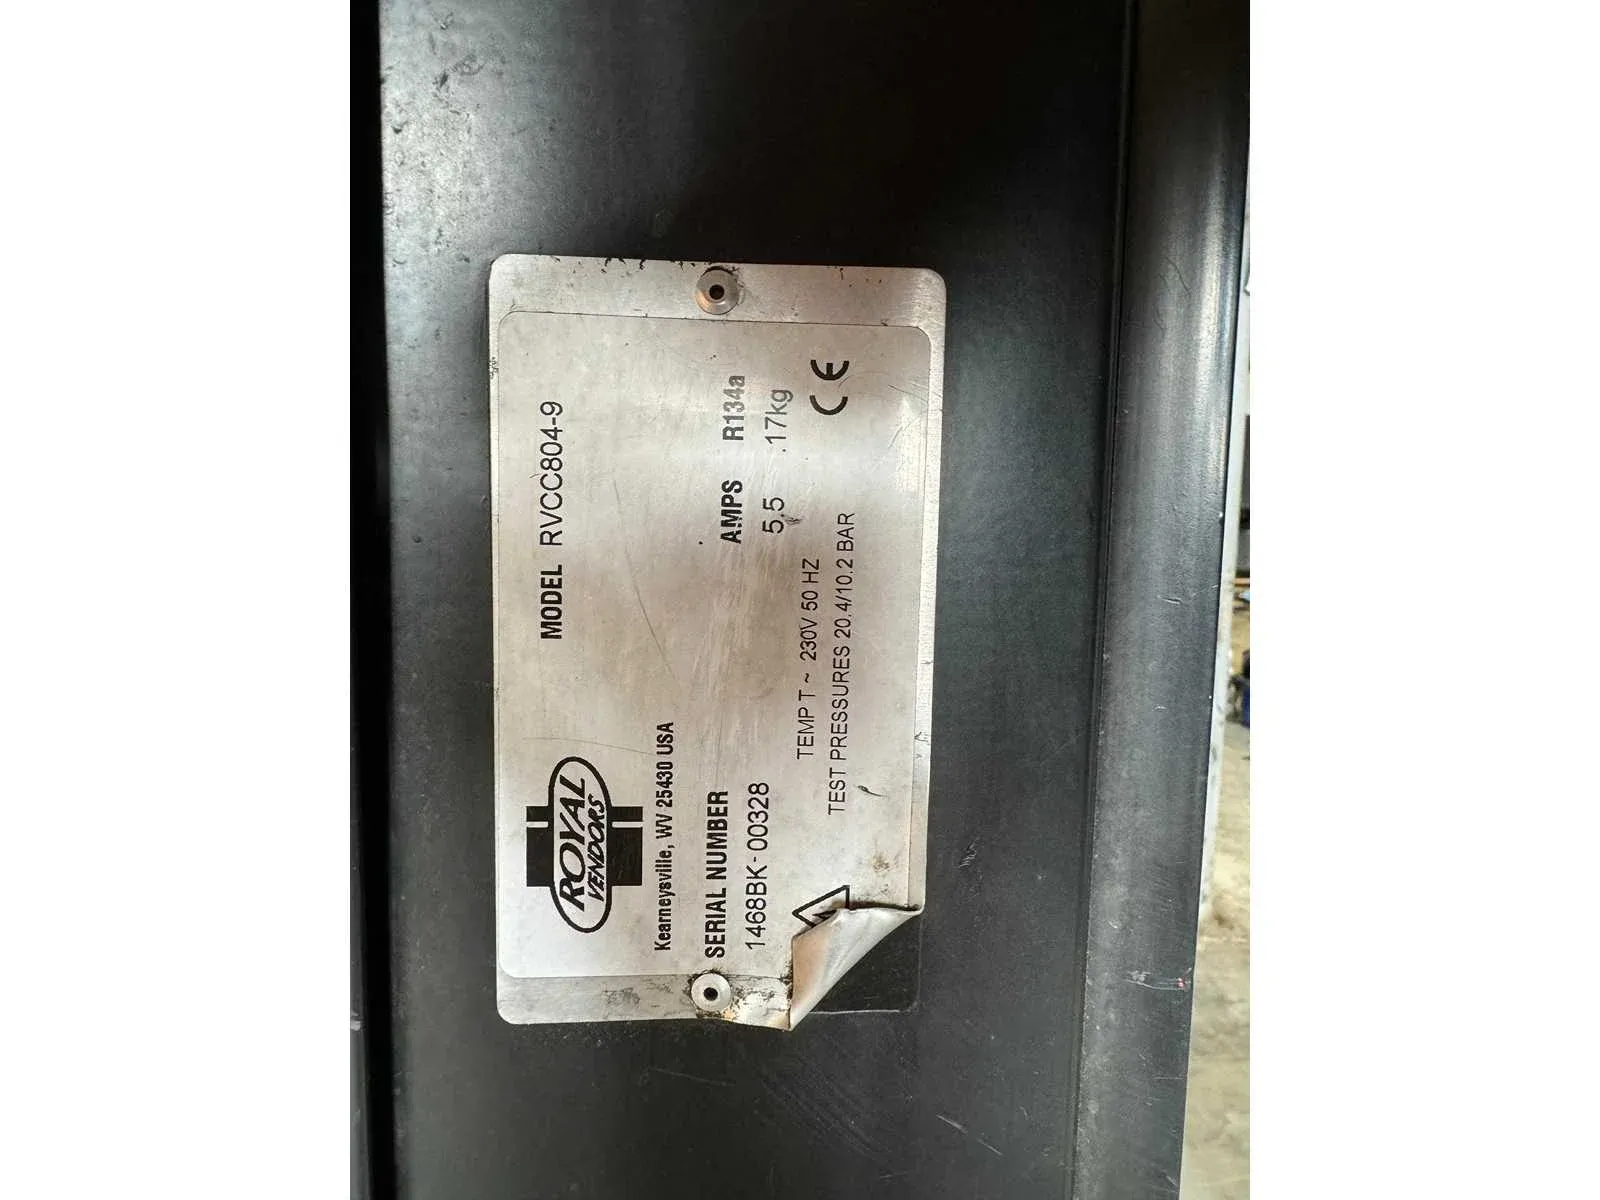 ROYAL
VENDORS
MODEL RVCC804-9
Kearneysville, WV 25430 USA
SERIAL NUMBER AMPS R134a
1468BK-00328 5.5 .17kg
TEMP T ~ 230V 50 HZ
TEST PRESSURES 20.4/10.2 BAR
CE